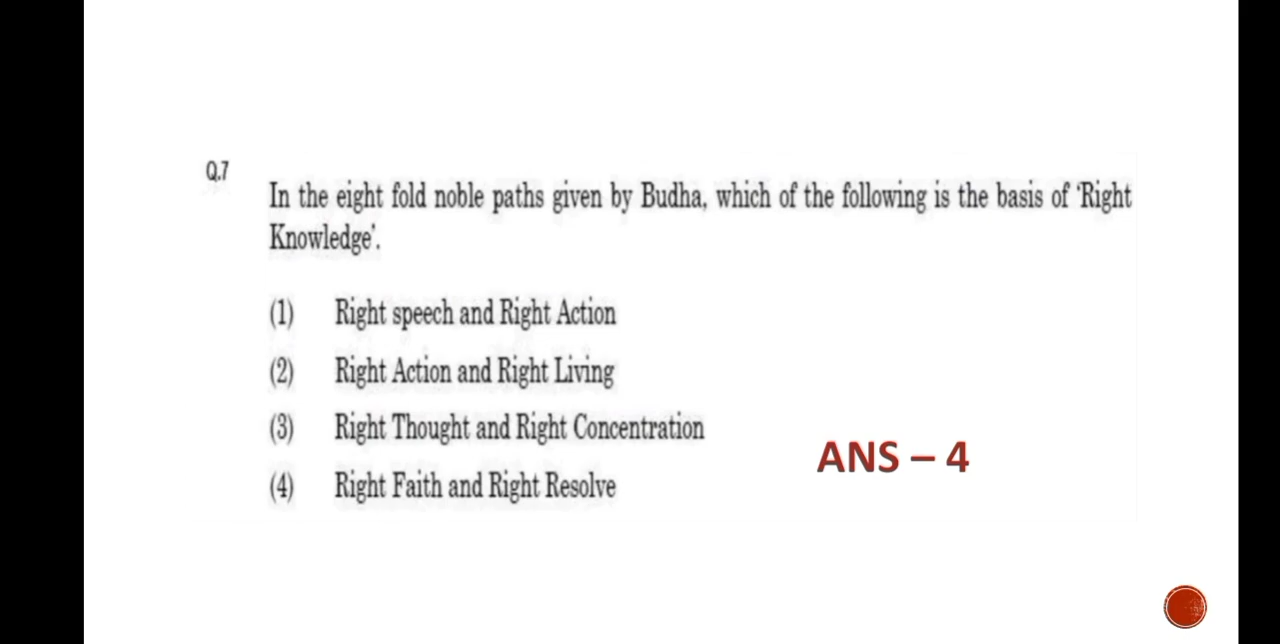 Q.7
In the eight fold noble paths given by Budha, which of the following is the basis of 'Right
Knowledge'.
(1) Right speech and Right Action
(2) Right Action and Right Living
(3) Right Thought and Right Concentration
(4) Right Faith and Right Resolve
ANS – 4